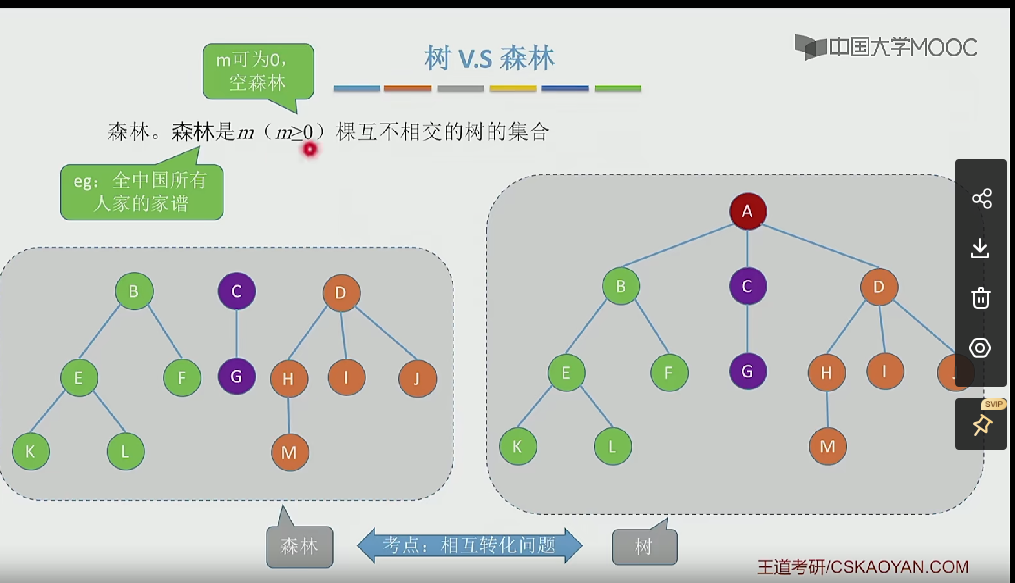 中国大学MOOC
树 V.S 森林
m可为0，
空森林
森林。森林是m（m≥0）棵互不相交的树的集合
eg：全中国所有
人家的家谱
A
B C D
B C D
E F G H I J
E F G H I
K L M
K L M
森林
考点：相互转化问题
树
王道考研/CSKAOYAN.COM
SVIP